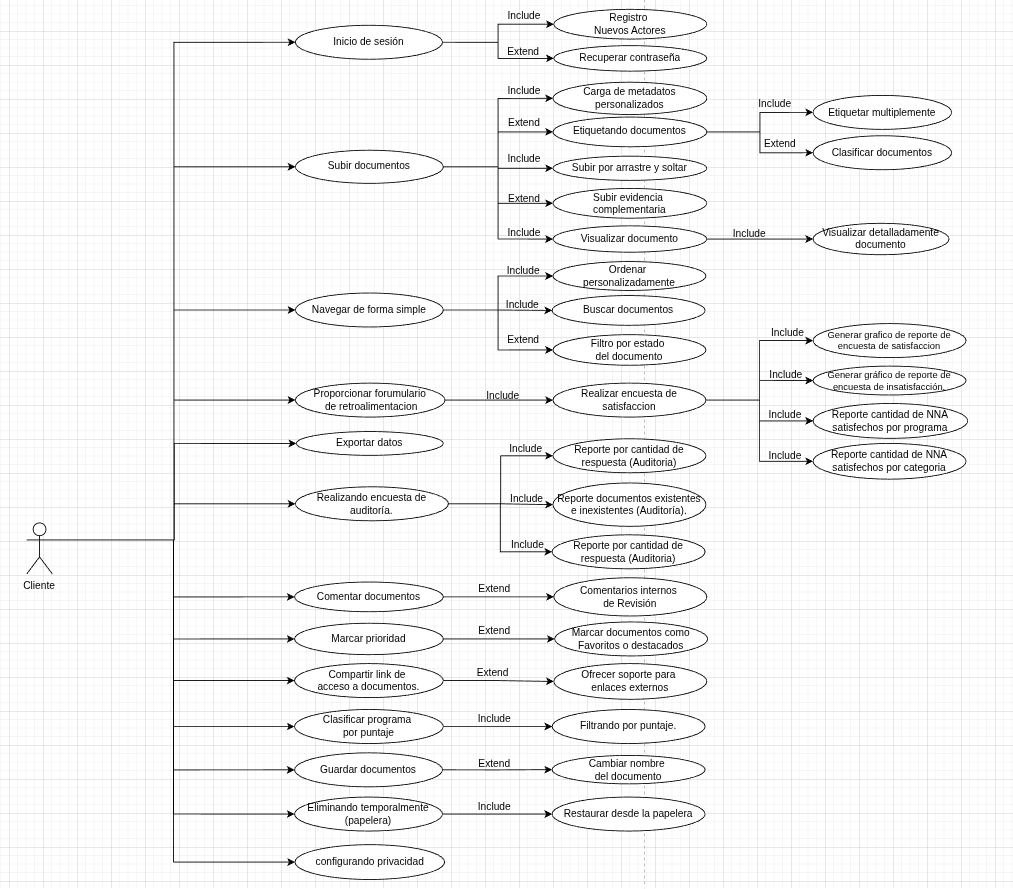 Include
Registro
Nuevos Actores
Inicio de sesión
Extend
Recuperar contraseña
Include
Carga de metadatos
personalizados
Extend
Etiquetando documentos
Include
Etiquetar multiplemente
Extend
Clasificar documentos
Subir documentos
Include
Subir por arrastre y soltar
Extend
Subir evidencia
complementaria
Include
Visualizar documento
Include
Visualizar detalladamente
documento
Include
Ordenar
personalizadamente
Navegar de forma simple
Include
Buscar documentos
Extend
Filtro por estado
del documento
Include
Generar grafico de reporte de
encuesta de satisfaccion
Include
Generar gráfico de reporte de
encuesta de insatisfacción.
Proporcionar forumulario
de retroalimentacion
Include
Realizar encuesta de
satisfaccion
Include
Reporte cantidad de NNA
satisfechos por programa
Include
Reporte cantidad de NNA
satisfechos por categoria
Exportar datos
Include
Reporte por cantidad de
respuesta (Auditoria)
Realizando encuesta de
auditoría.
Include
Reporte documentos existentes
e inexistentes (Auditoría).
Include
Reporte por cantidad de
respuesta (Auditoria)
Cliente
Comentar documentos
Extend
Comentarios internos
de Revisión
Marcar prioridad
Extend
Marcar documentos como
Favoritos o destacados
Compartir link de
acceso a documentos.
Extend
Ofrecer soporte para
enlaces externos
Clasificar programa
por puntaje
Include
Filtrando por puntaje.
Guardar documentos
Extend
Cambiar nombre
del documento
Eliminando temporalmente
(papelera)
Include
Restaurar desde la papelera
configurando privacidad